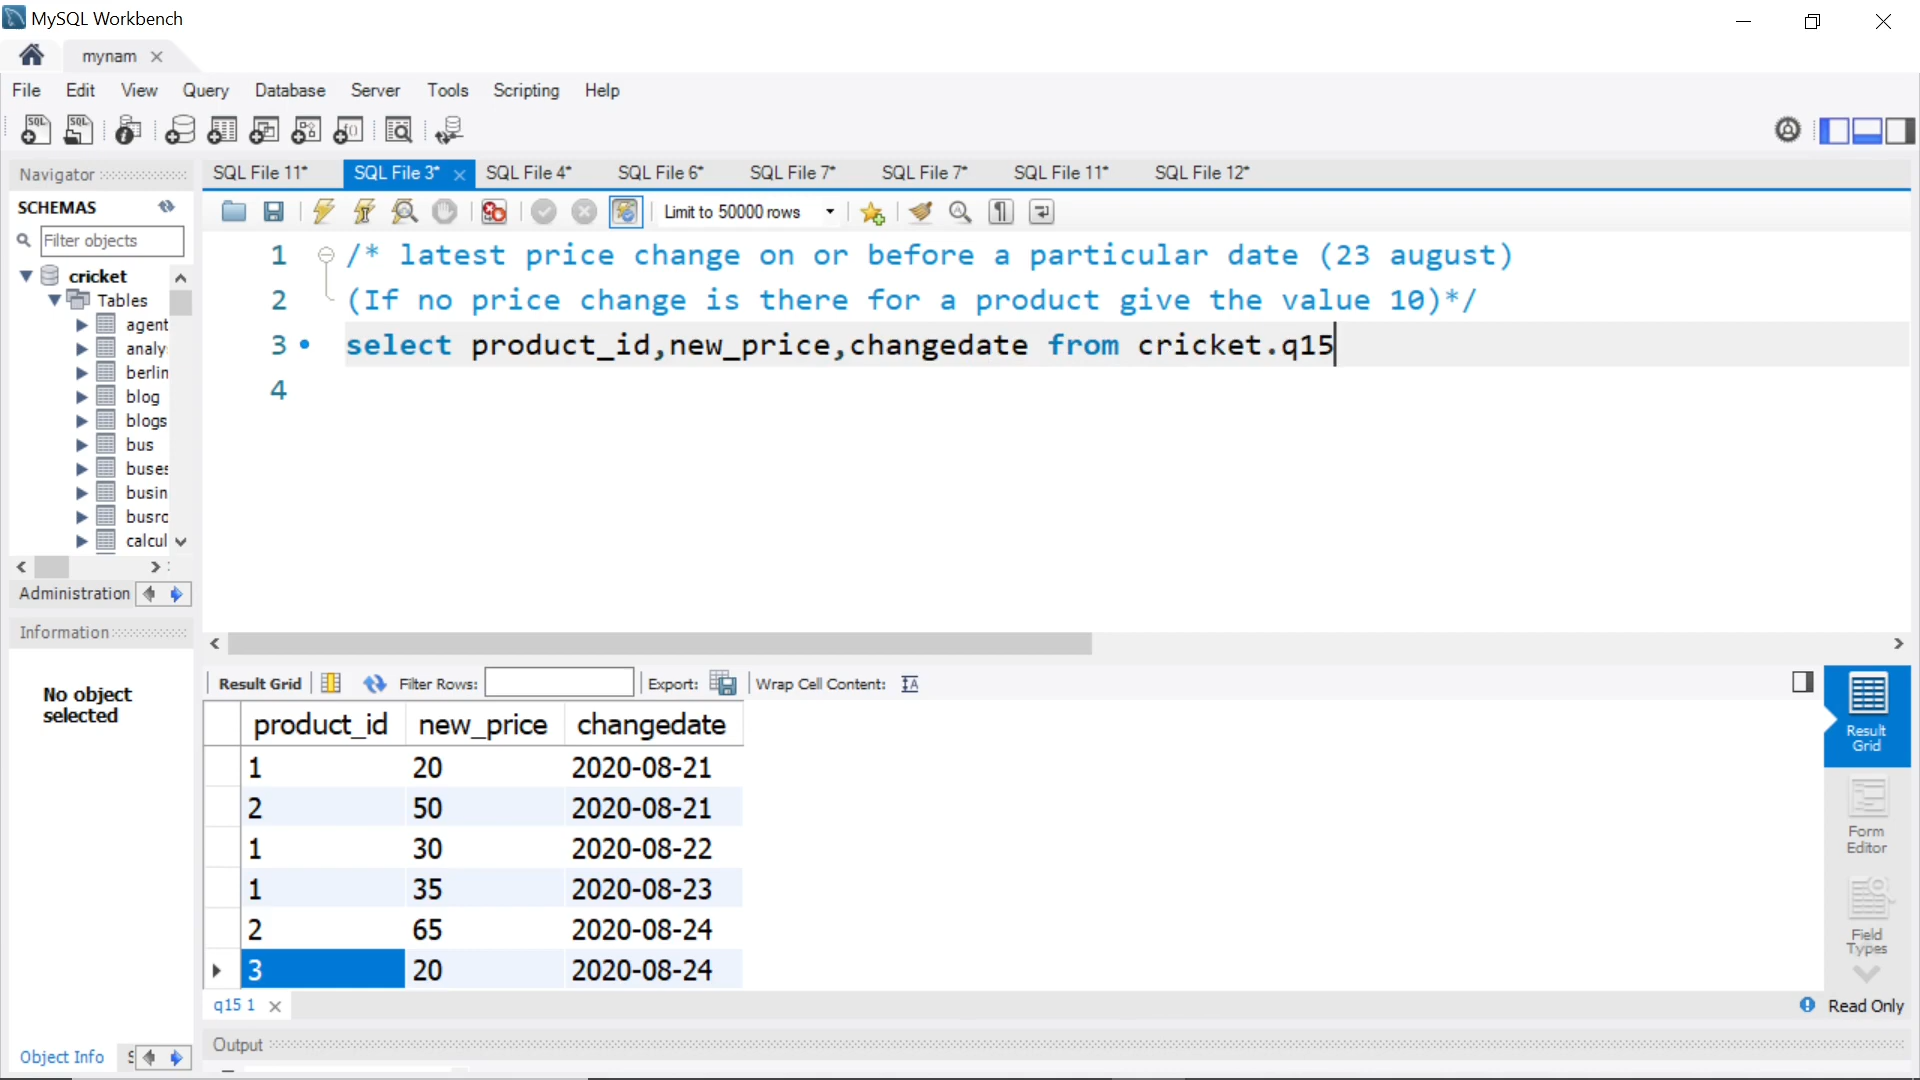 MySQL Workbench
mynam
File Edit View Query Database Server Tools Scripting Help
Navigator
SQL File 11* SQL File 3* SQL File 4* SQL File 6* SQL File 7* SQL File 7* SQL File 11* SQL File 12*
SCHEMAS
Limit to 50000 rows
Filter objects
cricket
Tables
agent
analy
berlin
blog
blogs
bus
buses
busin
busro
calcul
Administration
Information
No object
selected
1 /* latest price change on or before a particular date (23 august)
2 (If no price change is there for a product give the value 10)*/
3 select product_id,new_price,changedate from cricket.q15
4
Result Grid Filter Rows: Export: Wrap Cell Content:
product_id new_price changedate
1 20 2020-08-21
2 50 2020-08-21
1 30 2020-08-22
1 35 2020-08-23
2 65 2020-08-24
3 20 2020-08-24
Result
Grid
Form
Editor
Field
Types
q15 1
Read Only
Output
Object Info